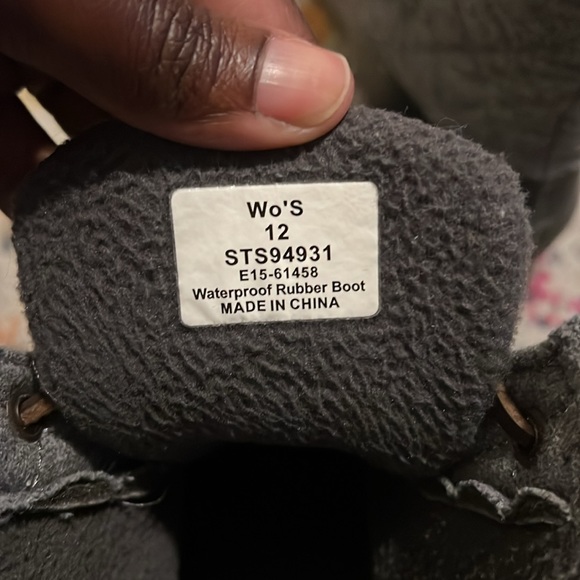 Wo'S
12
STS94931
E15-61458
Waterproof Rubber Boot
MADE IN CHINA